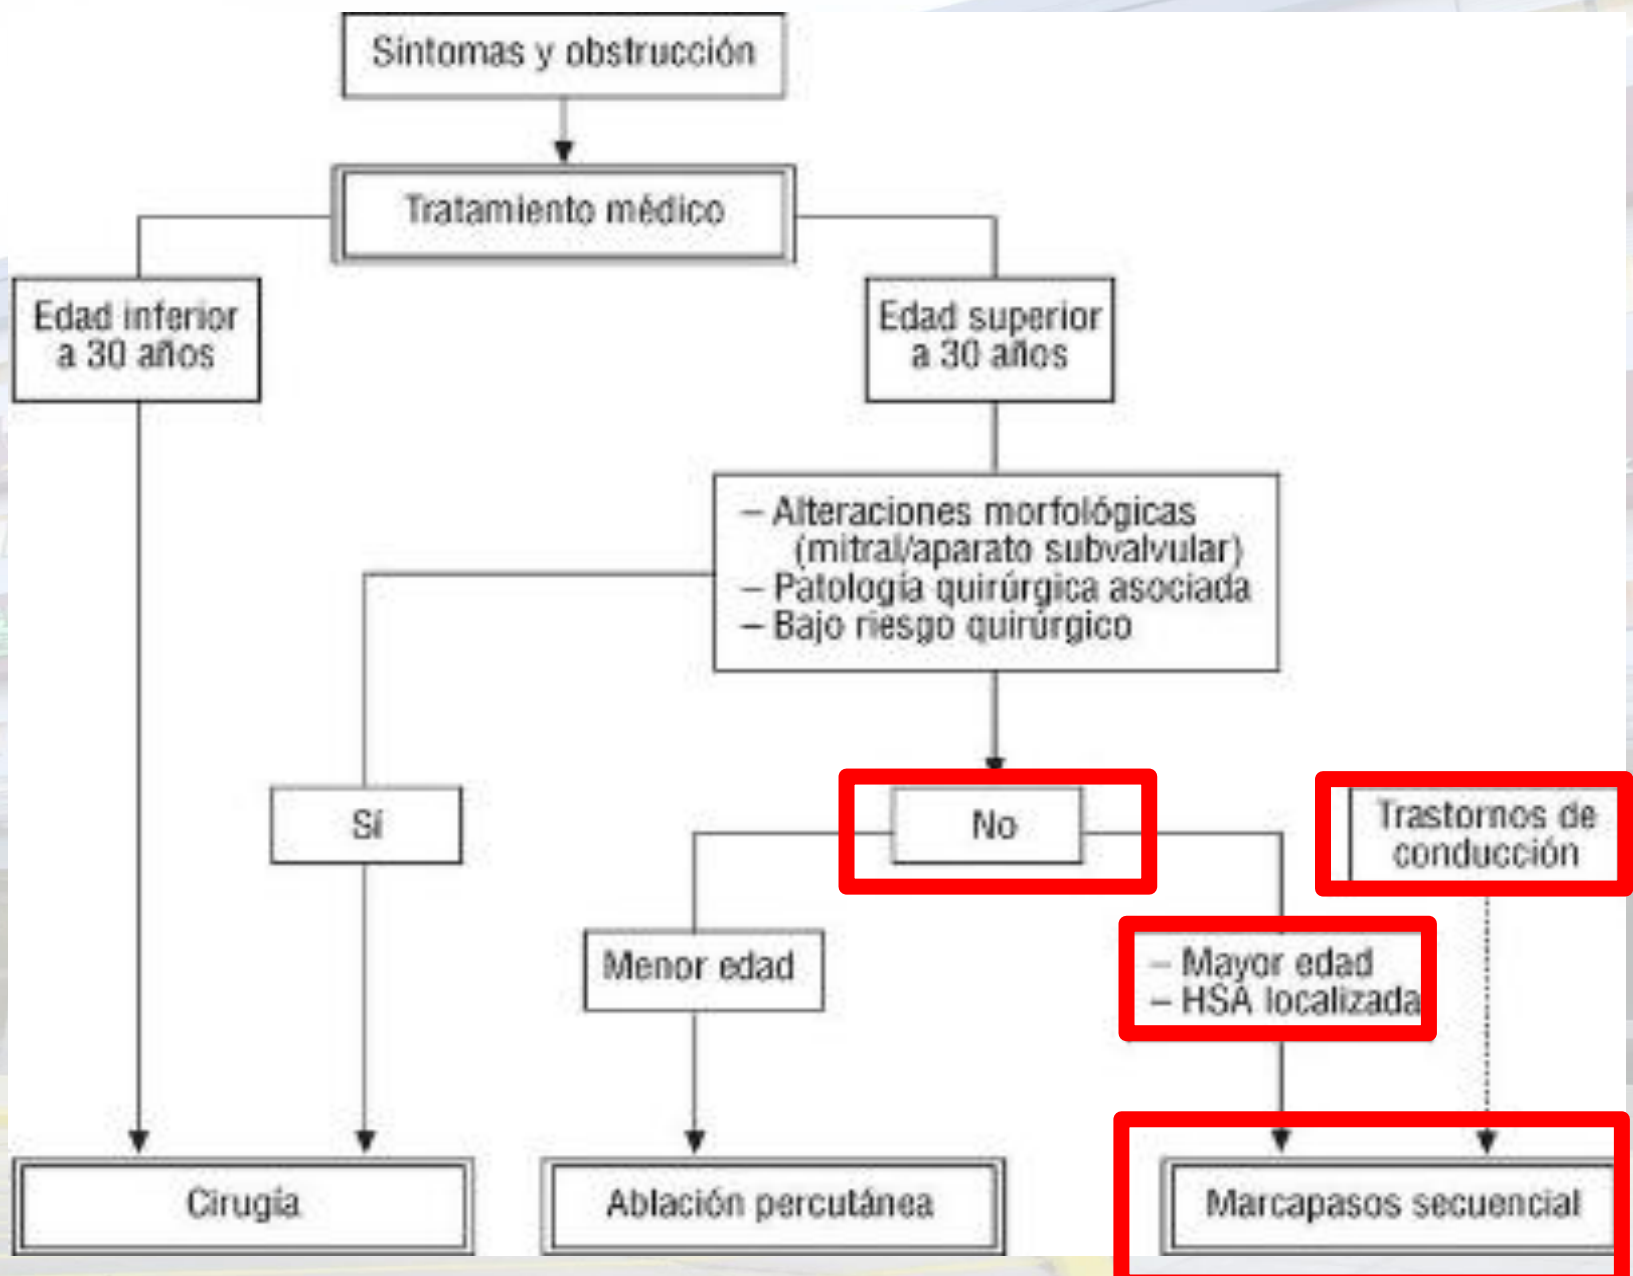 Síntomas y obstrucción
Tratamiento médico
Edad inferior
a 30 años
Edad superior
a 30 años
– Alteraciones morfológicas
(mitral/aparato subvalvular)
– Patología quirúrgica asociada
– Bajo riesgo quirúrgico
Sí
No
Trastornos de
conducción
Menor edad
– Mayor edad
– HSA localizada
Cirugía
Ablación percutánea
Marcapasos secuencial